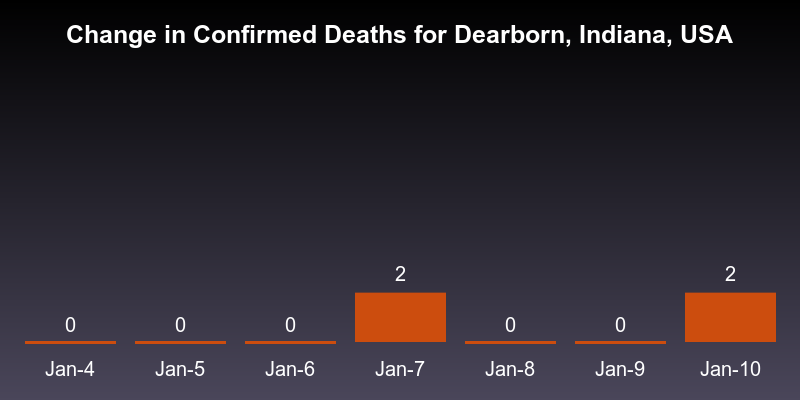 Change in Confirmed Deaths for Dearborn, Indiana, USA
0 0 0 2 0 0 2
Jan-4 Jan-5 Jan-6 Jan-7 Jan-8 Jan-9 Jan-10